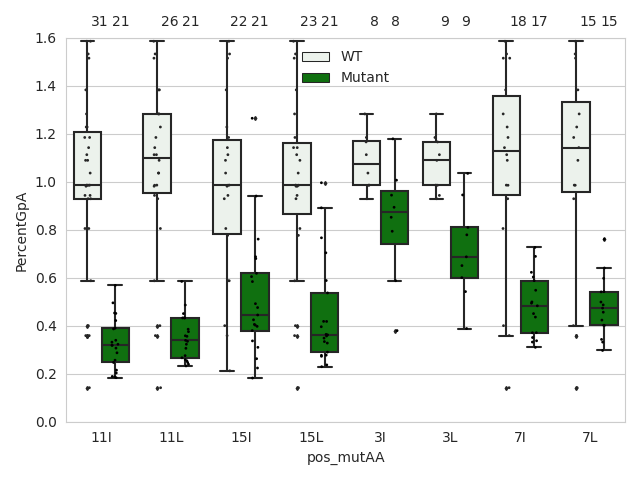 31 21 26 21 22 21 23 21 8 8 9 9 18 17 15 15
1.6
WT
Mutant
1.4
1.2
1.0
0.8
0.6
0.4
0.2
0.0
PercentGpA
11I 11L 15I 15L 3I 3L 7I 7L
pos_mutAA